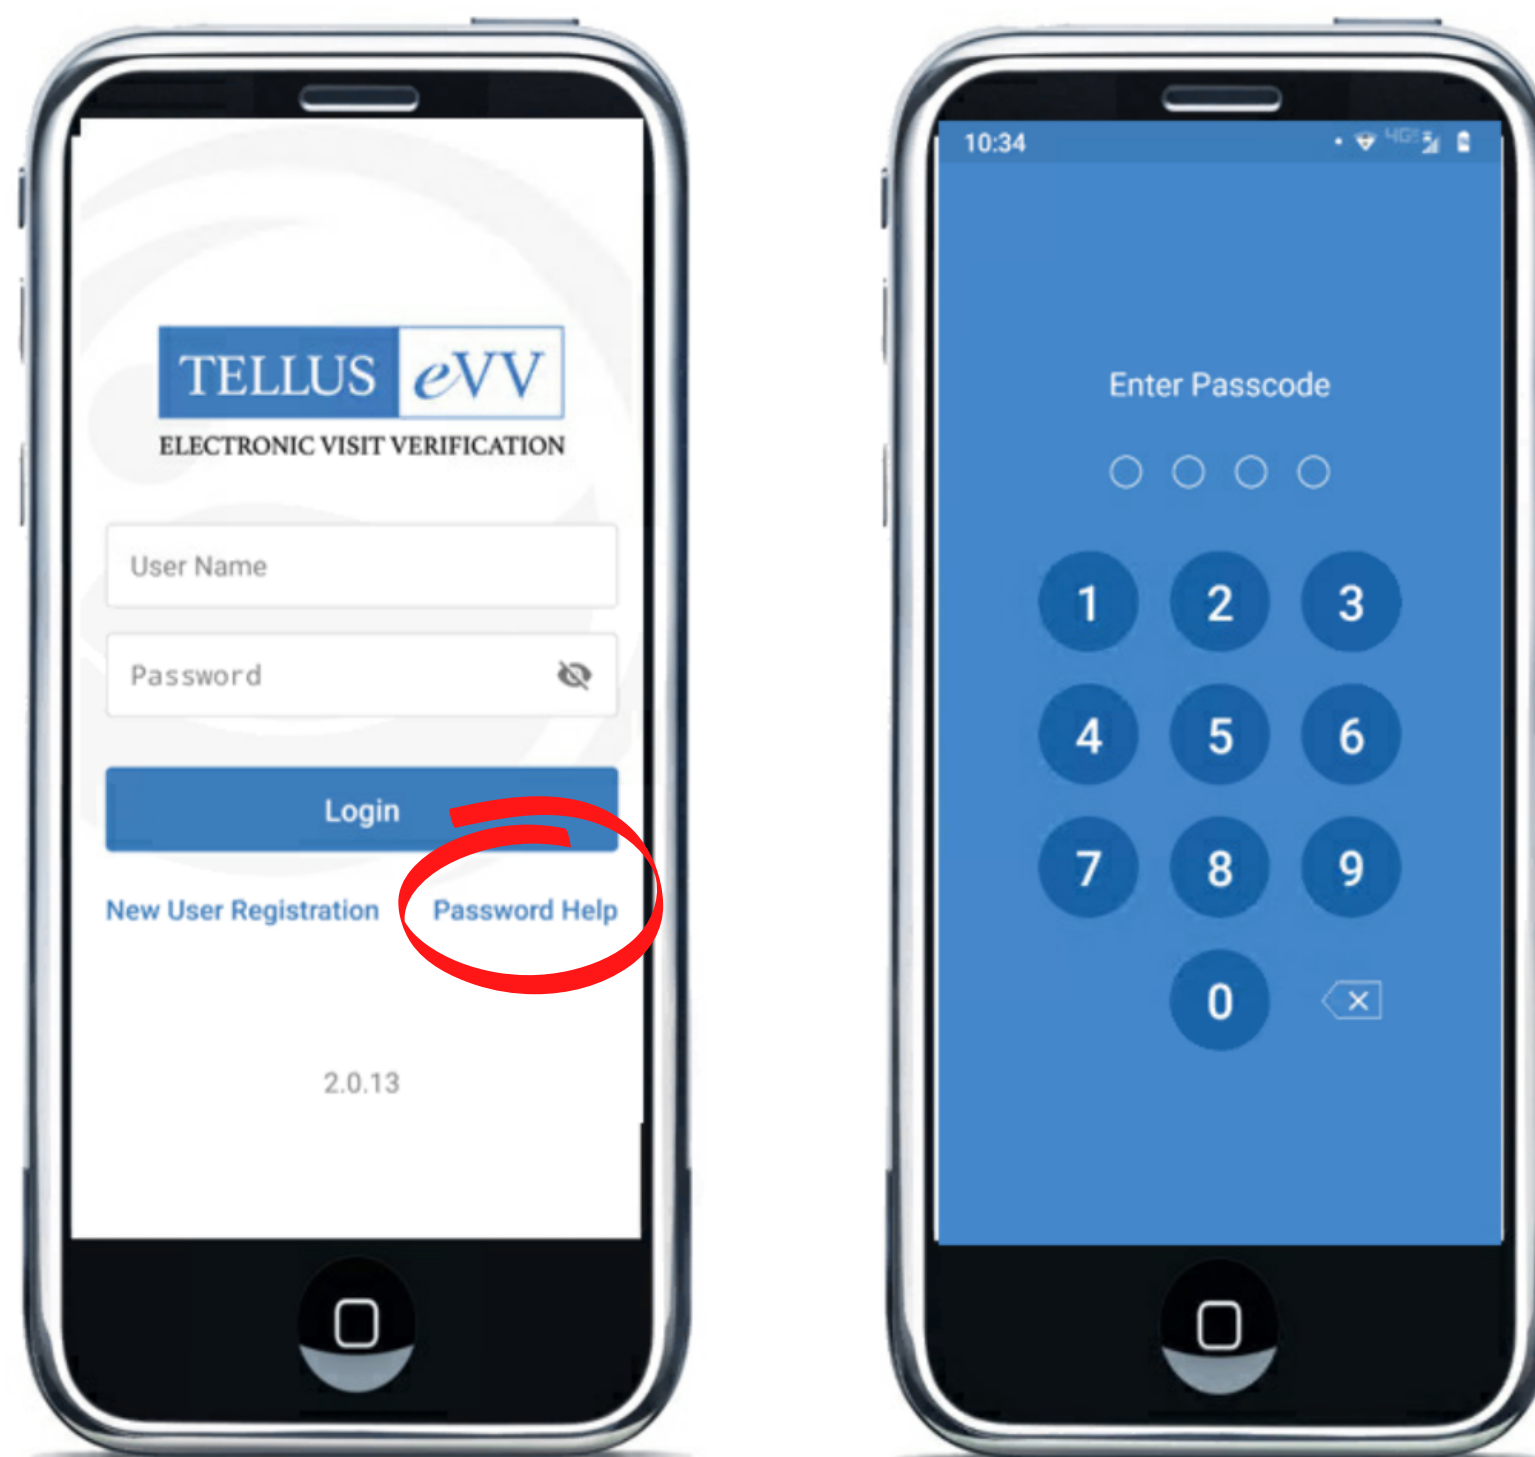 TELLUS eVV
ELECTRONIC VISIT VERIFICATION
User Name
Password
Login
New User Registration
Password Help
2.0.13
10:34
4G
Enter Passcode
1 2 3
4 5 6
7 8 9
0